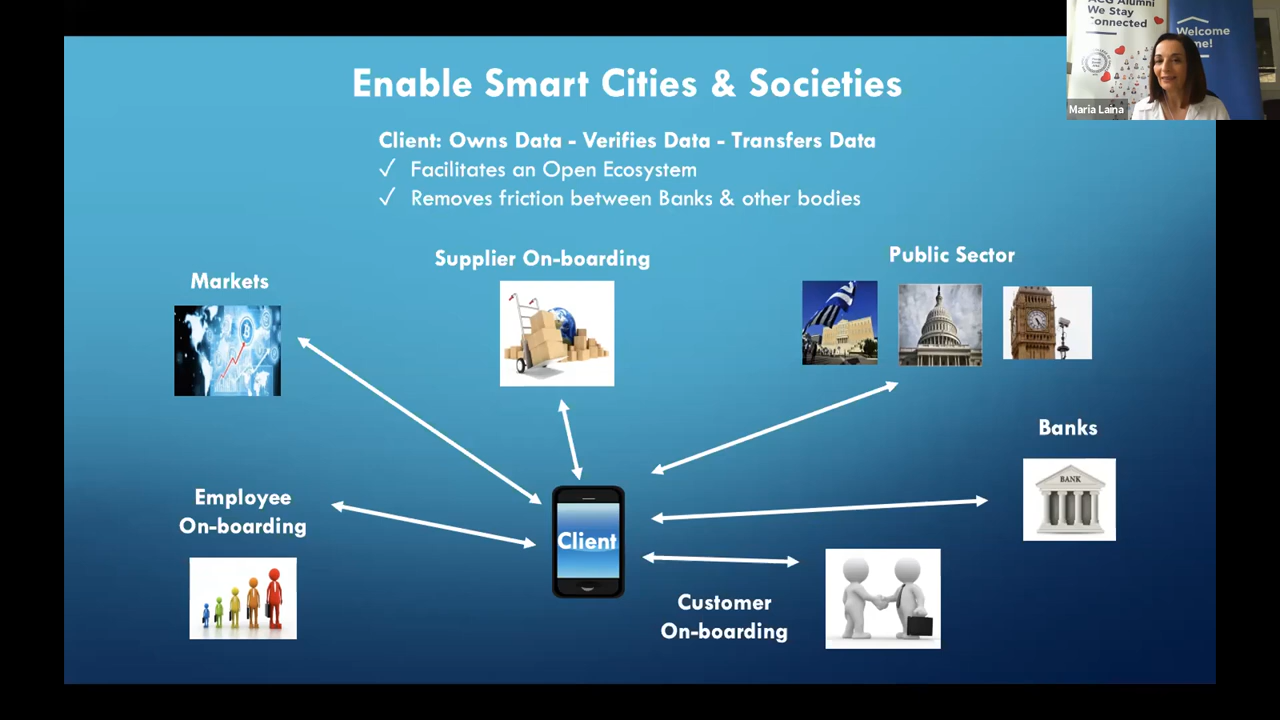 ACG Alumni
We Stay
Connected
Welcome
Maria Laina
Enable Smart Cities & Societies
Client: Owns Data - Verifies Data - Transfers Data
✓ Facilitates an Open Ecosystem
✓ Removes friction between Banks & other bodies
Markets
Supplier On-boarding
Public Sector
Banks
BANK
Employee
On-boarding
Client
Customer
On-boarding